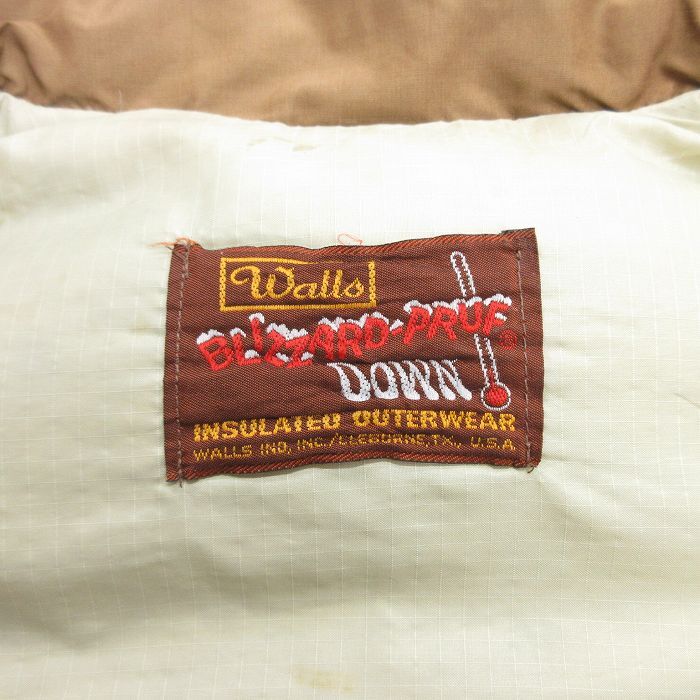 Walls
BLIZZARD-PRUF®
DOWN
INSULATED OUTERWEAR
WALLS IND, INC./CLEBURNE, TX., U.S.A.